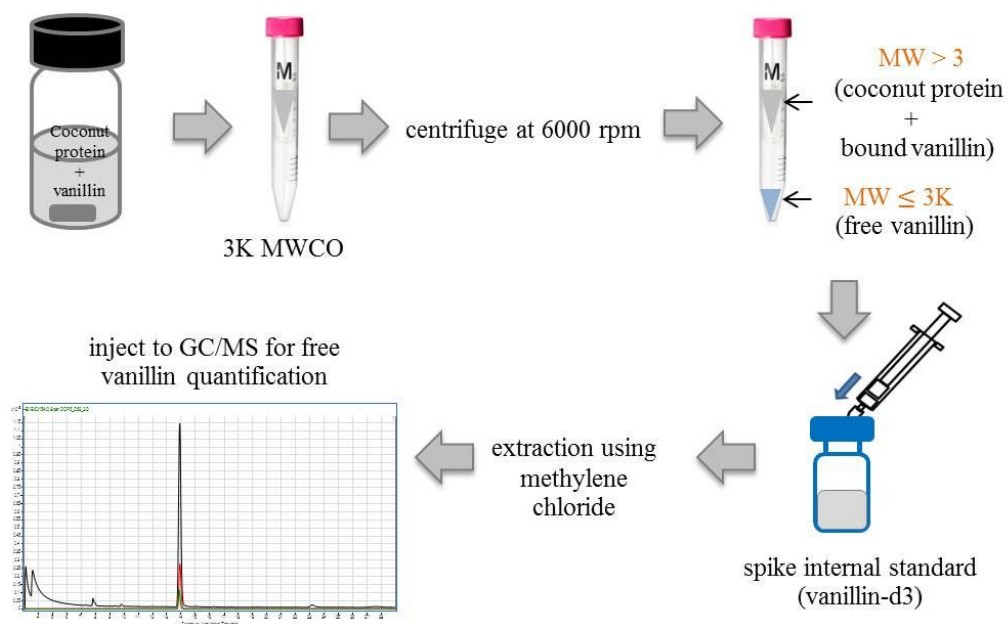 Coconut
protein
+
vanillin
M
3K MWCO
centrifuge at 6000 rpm
M
MW > 3
(coconut protein
+
bound vanillin)
MW ≤ 3K
(free vanillin)
spike internal standard
(vanillin-d3)
extraction using
methylene
chloride
inject to GC/MS for free
vanillin quantification